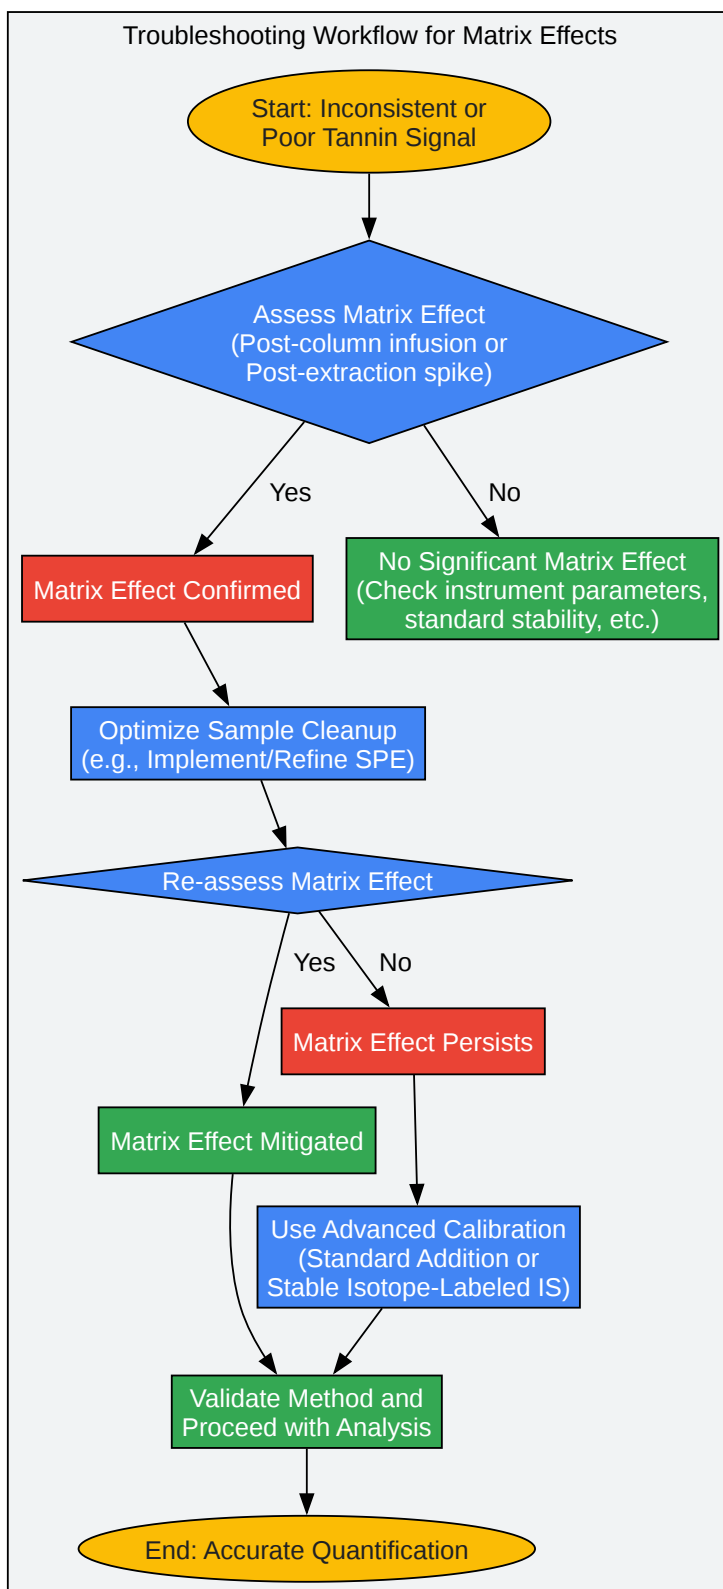 Troubleshooting Workflow for Matrix Effects
Start: Inconsistent or
Poor Tannin Signal
Assess Matrix Effect
(Post-column infusion or
Post-extraction spike)
Yes
No
Matrix Effect Confirmed
No Significant Matrix Effect
(Check instrument parameters,
standard stability, etc.)
Optimize Sample Cleanup
(e.g., Implement/Refine SPE)
Re-assess Matrix Effect
Yes
No
Matrix Effect Persists
Matrix Effect Mitigated
Use Advanced Calibration
(Standard Addition or
Stable Isotope-Labeled IS)
Validate Method and
Proceed with Analysis
End: Accurate Quantification